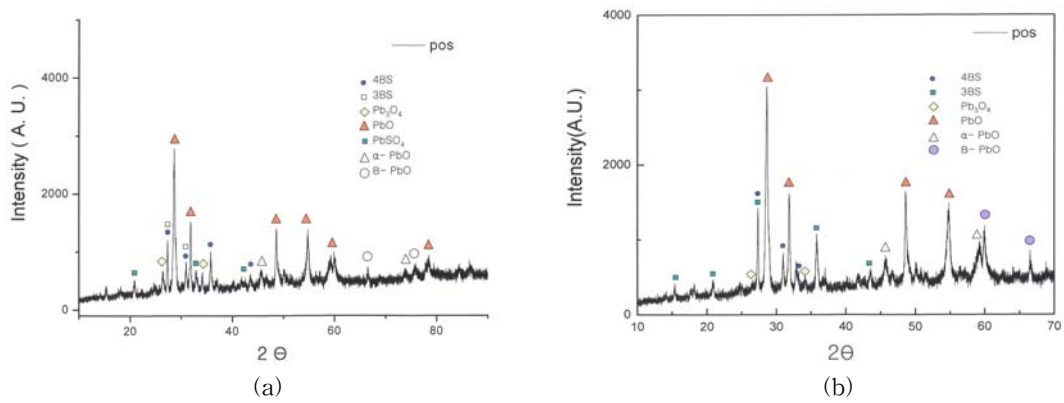 pos
4BS
3BS
Pb3O4
PbO
PbSO4
α- PbO
B- PbO
Intensity ( A. U. )
4000
2000
0
20
40
60
80
2 Θ
(a)
pos
4BS
3BS
Pb3O4
PbO
α- PbO
B- PbO
Intensity(A.U.)
4000
2000
0
10
20
30
40
50
60
70
2Θ
(b)